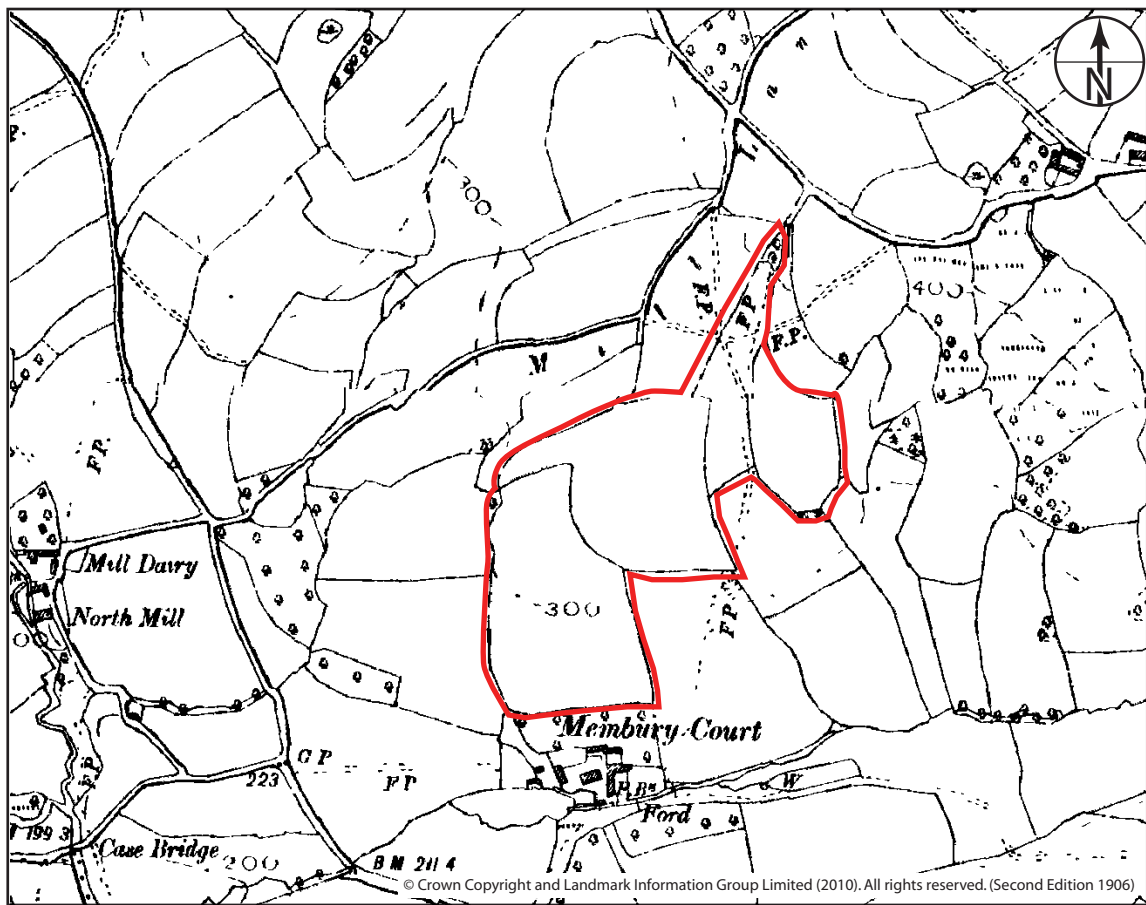 N
F.
300
T.
F.P.
F.P.
F.P.
400
M
F.P.
Mill Dairy
North Mill
300
F.P.
Membury Court
G.P.
223
F.P.
F.P.
W
Ford
199 3
Case Bridge
200
B M 211 4
© Crown Copyright and Landmark Information Group Limited (2010). All rights reserved. (Second Edition 1906)